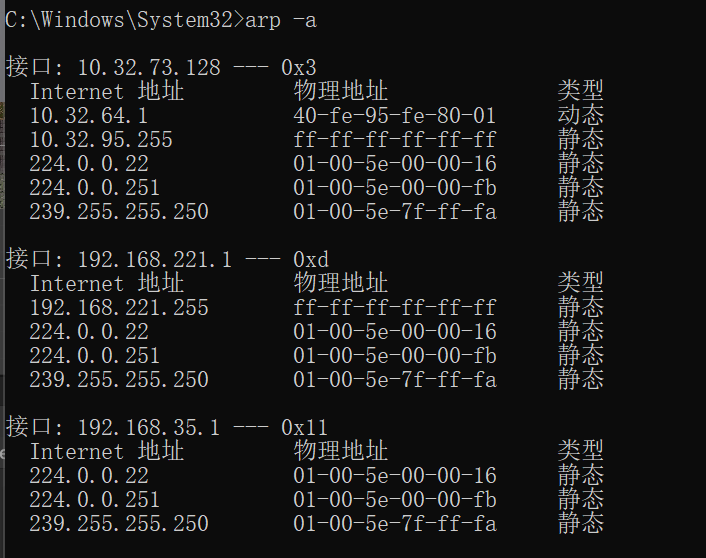 C:\Windows\System32>arp -a
接口: 10.32.73.128 --- 0x3
Internet 地址 物理地址 类型
10.32.64.1 40-fe-95-fe-80-01 动态
10.32.95.255 ff-ff-ff-ff-ff-ff 静态
224.0.0.22 01-00-5e-00-00-16 静态
224.0.0.251 01-00-5e-00-00-fb 静态
239.255.255.250 01-00-5e-7f-ff-fa 静态
接口: 192.168.221.1 --- 0xd
Internet 地址 物理地址 类型
192.168.221.255 ff-ff-ff-ff-ff-ff 静态
224.0.0.22 01-00-5e-00-00-16 静态
224.0.0.251 01-00-5e-00-00-fb 静态
239.255.255.250 01-00-5e-7f-ff-fa 静态
接口: 192.168.35.1 --- 0x11
Internet 地址 物理地址 类型
224.0.0.22 01-00-5e-00-00-16 静态
224.0.0.251 01-00-5e-00-00-fb 静态
239.255.255.250 01-00-5e-7f-ff-fa 静态